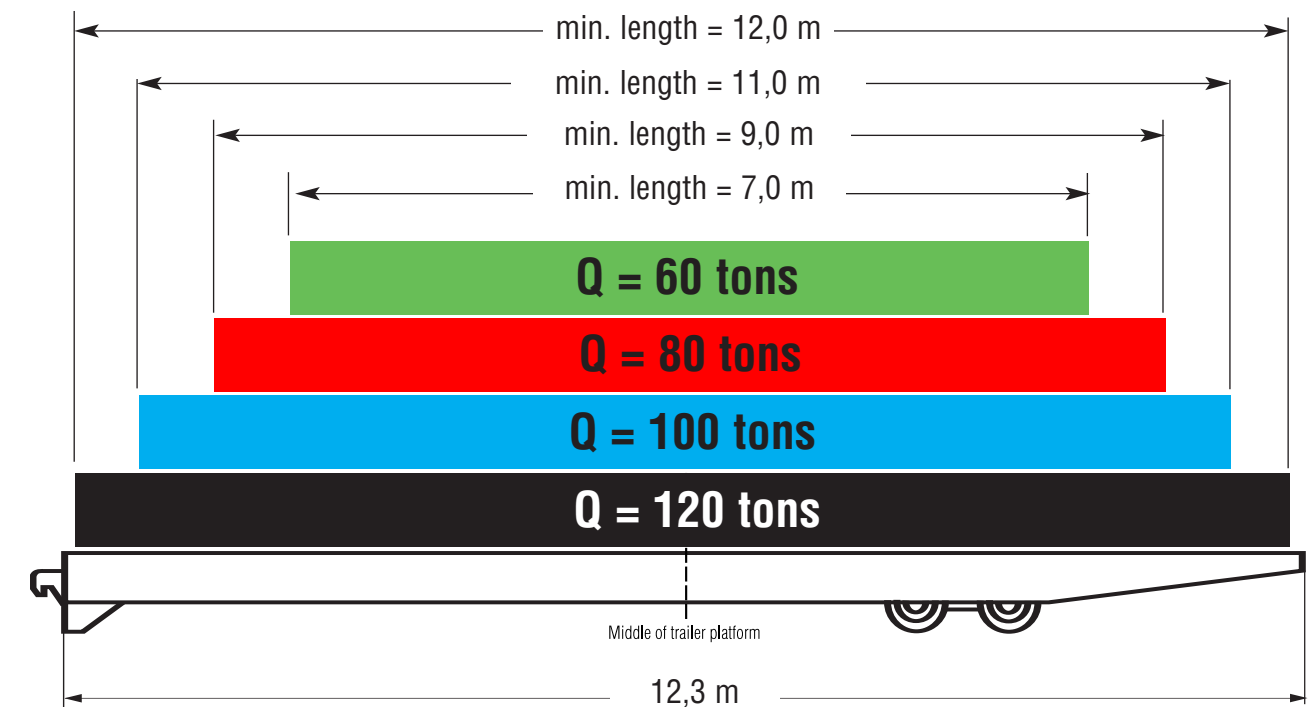 min. length = 12,0 m
min. length = 11,0 m
min. length = 9,0 m
min. length = 7,0 m
Q = 60 tons
Q = 80 tons
Q = 100 tons
Q = 120 tons
Middle of trailer platform
12,3 m